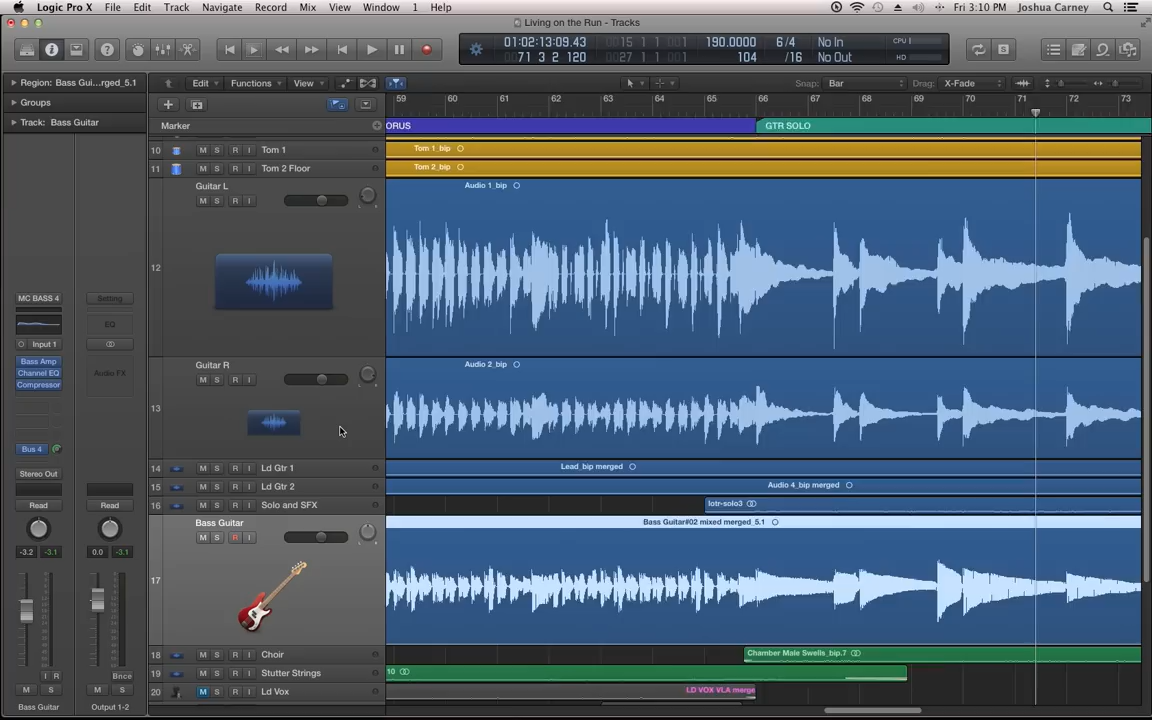 Logic Pro X File Edit Track Navigate Record Mix View Window 1 Help Fri 3:10 PM Joshua Carney
Living on the Run - Tracks
01:02:13:09.43 190.0000 6/4 No In CPU
71 3 2 120 104 /16 No Out HD
Region: Bass Gui...rged_5.1
Edit Functions View Snap: Bar Drag: X-Fade
Groups
59 60 61 62 63 64 65 66 67 68 69 70 71 72 73
Track: Bass Guitar
Marker
ORUS
GTR SOLO
10 M S R I Tom 1
Tom 1_bip
11 M S R I Tom 2 Floor
Tom 2_bip
Guitar L
Audio 1_bip
M S R I
12
Guitar R
Audio 2_bip
M S R I
13
14 M S R I Ld Gtr 1
Lead_bip merged
15 M S R I Ld Gtr 2
Audio 4_bip merged
16 M S R I Solo and SFX
lotr-solo3
Bass Guitar
Bass Guitar#02 mixed merged_5.1
M S R I
17
18 M S R I Choir
Chamber Male Swells_bip.7
19 M S R I Stutter Strings
10
20 M S R I Ld Vox
LD VOX VLA merge
MC BASS 4
Setting
EQ
Input 1
Bass Amp
Channel EQ
Compressor
Audio FX
Bus 4
Stereo Out
Read
Read
-3.2 -3.1
0.0 -3.1
I R
Bnce
M S
M S
Bass Guitar
Output 1-2